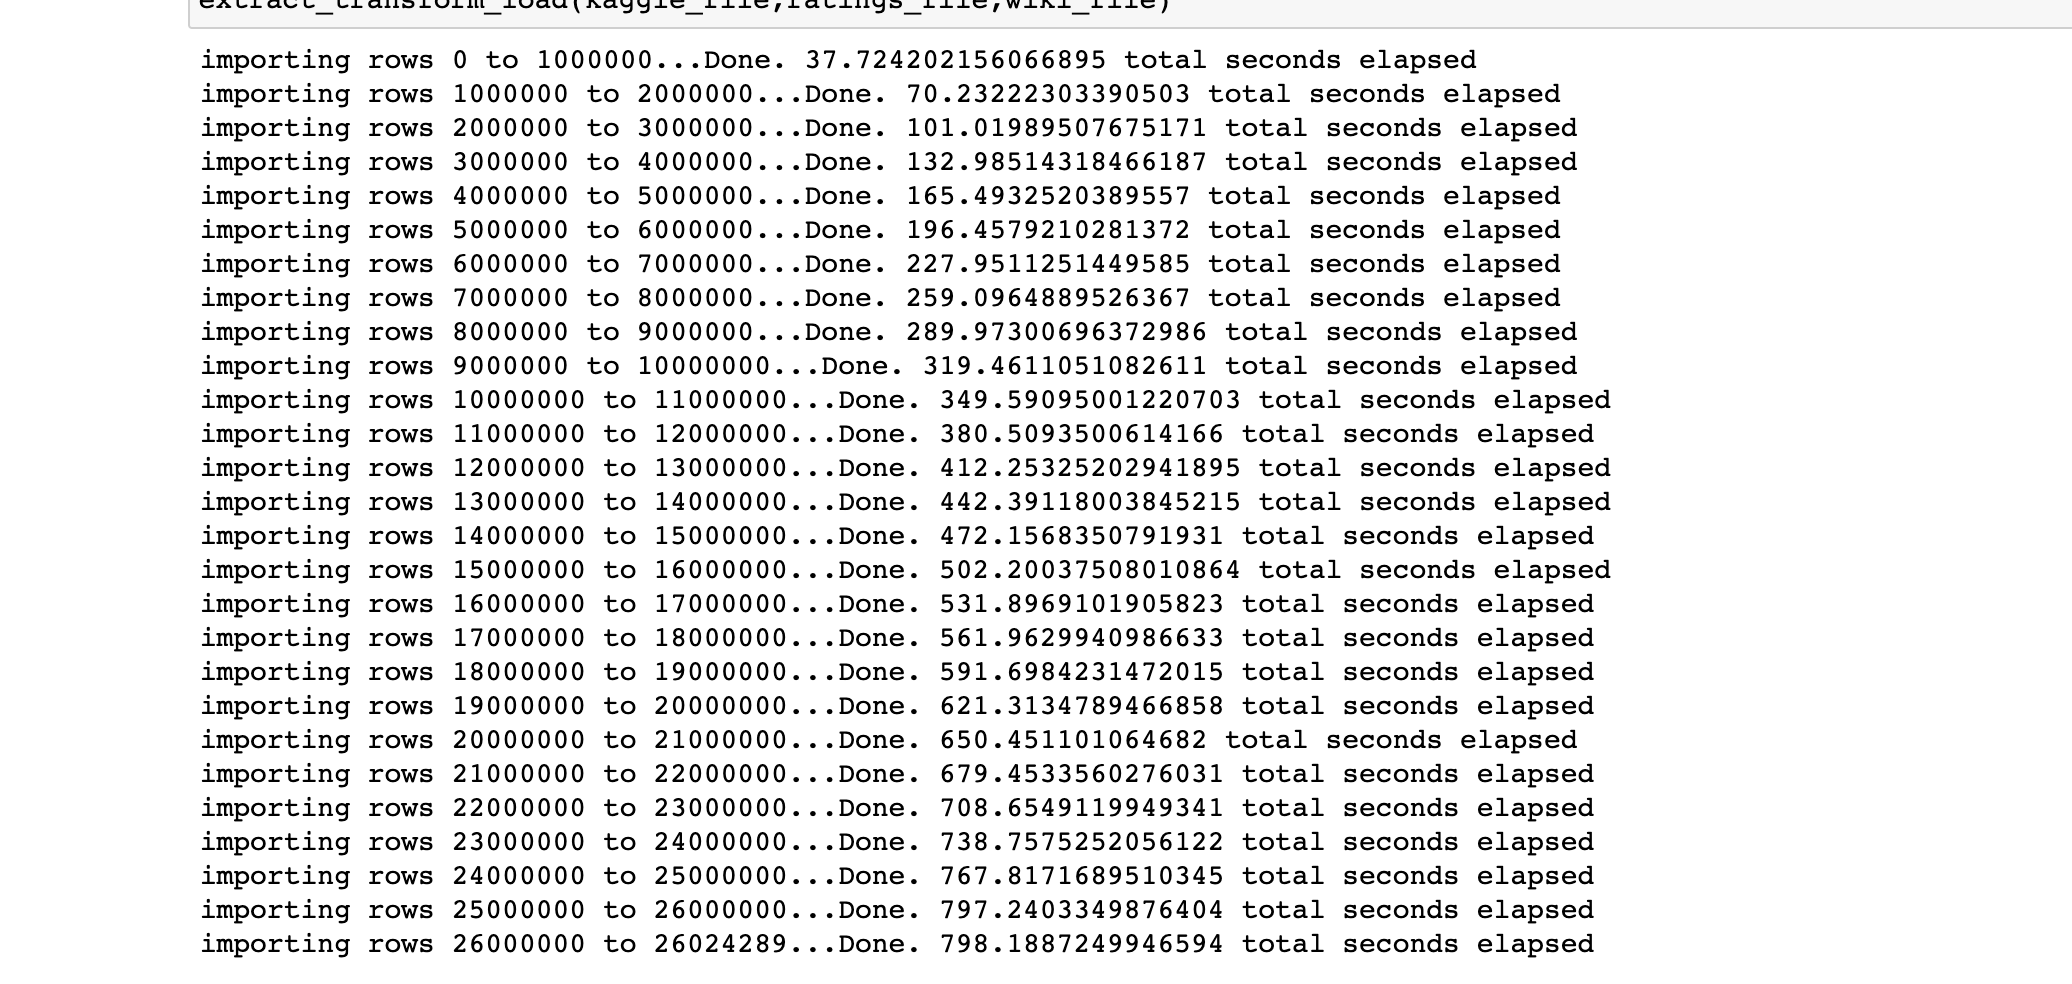 extract_transform_load(kaggle_file,ratings_file,wiki_file)
importing rows 0 to 1000000...Done. 37.724202156066895 total seconds elapsed
importing rows 1000000 to 2000000...Done. 70.23222303390503 total seconds elapsed
importing rows 2000000 to 3000000...Done. 101.01989507675171 total seconds elapsed
importing rows 3000000 to 4000000...Done. 132.98514318466187 total seconds elapsed
importing rows 4000000 to 5000000...Done. 165.4932520389557 total seconds elapsed
importing rows 5000000 to 6000000...Done. 196.4579210281372 total seconds elapsed
importing rows 6000000 to 7000000...Done. 227.9511251449585 total seconds elapsed
importing rows 7000000 to 8000000...Done. 259.0964889526367 total seconds elapsed
importing rows 8000000 to 9000000...Done. 289.97300696372986 total seconds elapsed
importing rows 9000000 to 10000000...Done. 319.4611051082611 total seconds elapsed
importing rows 10000000 to 11000000...Done. 349.59095001220703 total seconds elapsed
importing rows 11000000 to 12000000...Done. 380.5093500614166 total seconds elapsed
importing rows 12000000 to 13000000...Done. 412.25325202941895 total seconds elapsed
importing rows 13000000 to 14000000...Done. 442.39118003845215 total seconds elapsed
importing rows 14000000 to 15000000...Done. 472.1568350791931 total seconds elapsed
importing rows 15000000 to 16000000...Done. 502.20037508010864 total seconds elapsed
importing rows 16000000 to 17000000...Done. 531.8969101905823 total seconds elapsed
importing rows 17000000 to 18000000...Done. 561.9629940986633 total seconds elapsed
importing rows 18000000 to 19000000...Done. 591.6984231472015 total seconds elapsed
importing rows 19000000 to 20000000...Done. 621.3134789466858 total seconds elapsed
importing rows 20000000 to 21000000...Done. 650.451101064682 total seconds elapsed
importing rows 21000000 to 22000000...Done. 679.4533560276031 total seconds elapsed
importing rows 22000000 to 23000000...Done. 708.6549119949341 total seconds elapsed
importing rows 23000000 to 24000000...Done. 738.7575252056122 total seconds elapsed
importing rows 24000000 to 25000000...Done. 767.8171689510345 total seconds elapsed
importing rows 25000000 to 26000000...Done. 797.2403349876404 total seconds elapsed
importing rows 26000000 to 26024289...Done. 798.1887249946594 total seconds elapsed